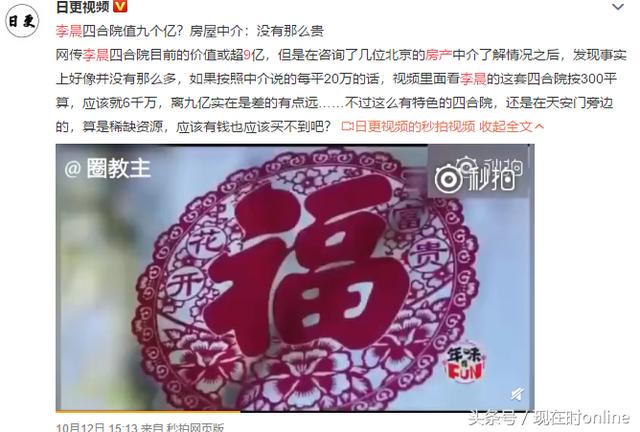 日更视频
日更
李晨四合院值九个亿？房屋中介：没有那么贵
网传李晨四合院目前的价值或超9亿，但是在咨询了几位北京的房产中介了解情况之后，发现事实
上好像并没有那么多，如果按照中介说的每平20万的话，视频里面看李晨的这套四合院按300平
算，应该就6千万，离九亿实在是差的有点远……不过这么有特色的四合院，还是在天安门旁边
的，算是稀缺资源，应该有钱也应该买不到吧？ 日更视频的秒拍视频 收起全文
@ 圈教主
秒拍
秒拍
花开富贵
福
年味有FUN
10月12日 15:13 来自 秒拍网页版
头条号 / 现在时online